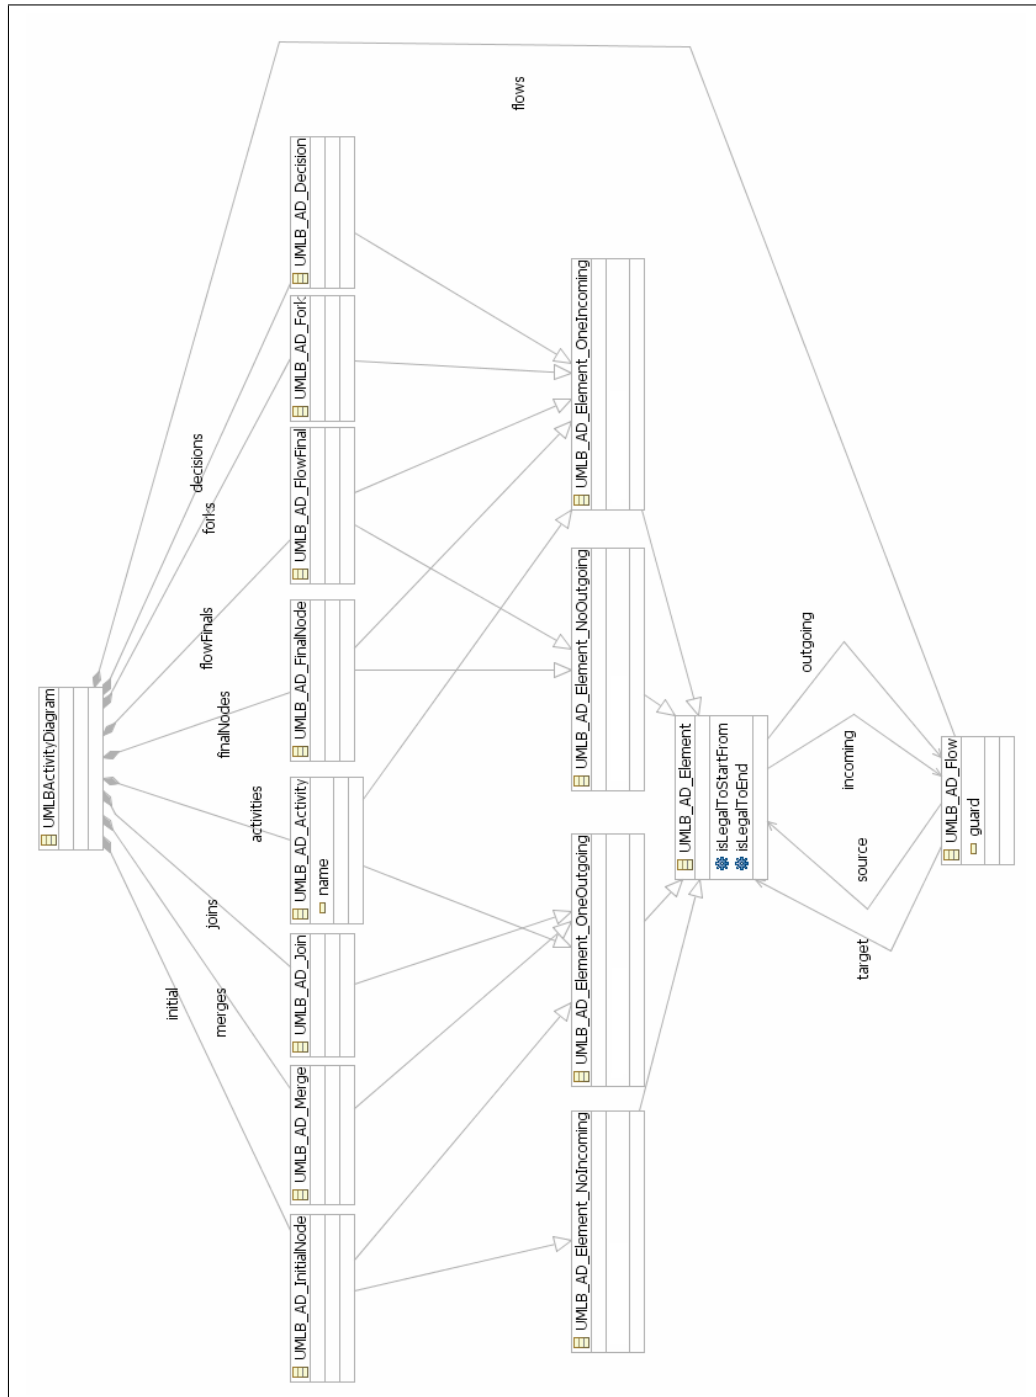 UMLBActivityDiagram
initial
merges
joins
activities
finalNodes
flowFinals
forks
decisions
flows
UMLB_AD_InitialNode
UMLB_AD_Merge
UMLB_AD_Join
UMLB_AD_Activity
name
UMLB_AD_FinalNode
UMLB_AD_FlowFinal
UMLB_AD_Fork
UMLB_AD_Decision
UMLB_AD_Element_NoIncoming
UMLB_AD_Element_OneOutgoing
UMLB_AD_Element_NoOutgoing
UMLB_AD_Element_OneIncoming
UMLB_AD_Element
isLegalToStartFrom
isLegalToEnd
target
source
incoming
outgoing
UMLB_AD_Flow
guard